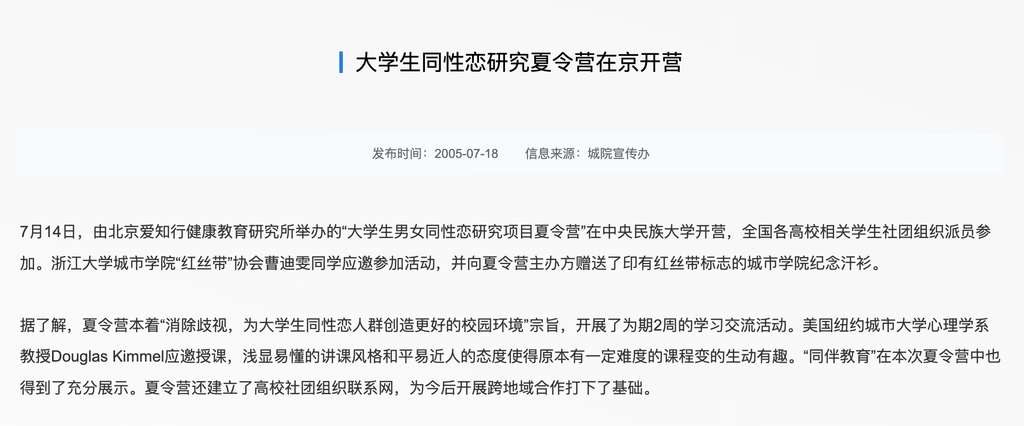 大学生同性恋研究夏令营在京开营
发布时间：2005-07-18 信息来源：城院宣传办
7月14日，由北京爱知行健康教育研究所举办的“大学生男女同性恋研究项目夏令营”在中央民族大学开营，全国各高校相关学生社团组织派员参
加。浙江大学城市学院“红丝带”协会曹迪雯同学应邀参加活动，并向夏令营主办方赠送了印有红丝带标志的城市学院纪念汗衫。
据了解，夏令营本着“消除歧视，为大学生同性恋人群创造更好的校园环境”宗旨，开展了为期2周的学习交流活动。美国纽约城市大学心理学系
教授Douglas Kimmel应邀授课，浅显易懂的讲课风格和平易近人的态度使得原本有一定难度的课程变的生动有趣。“同伴教育”在本次夏令营中也
得到了充分展示。夏令营还建立了高校社团组织联系网，为今后开展跨地域合作打下了基础。